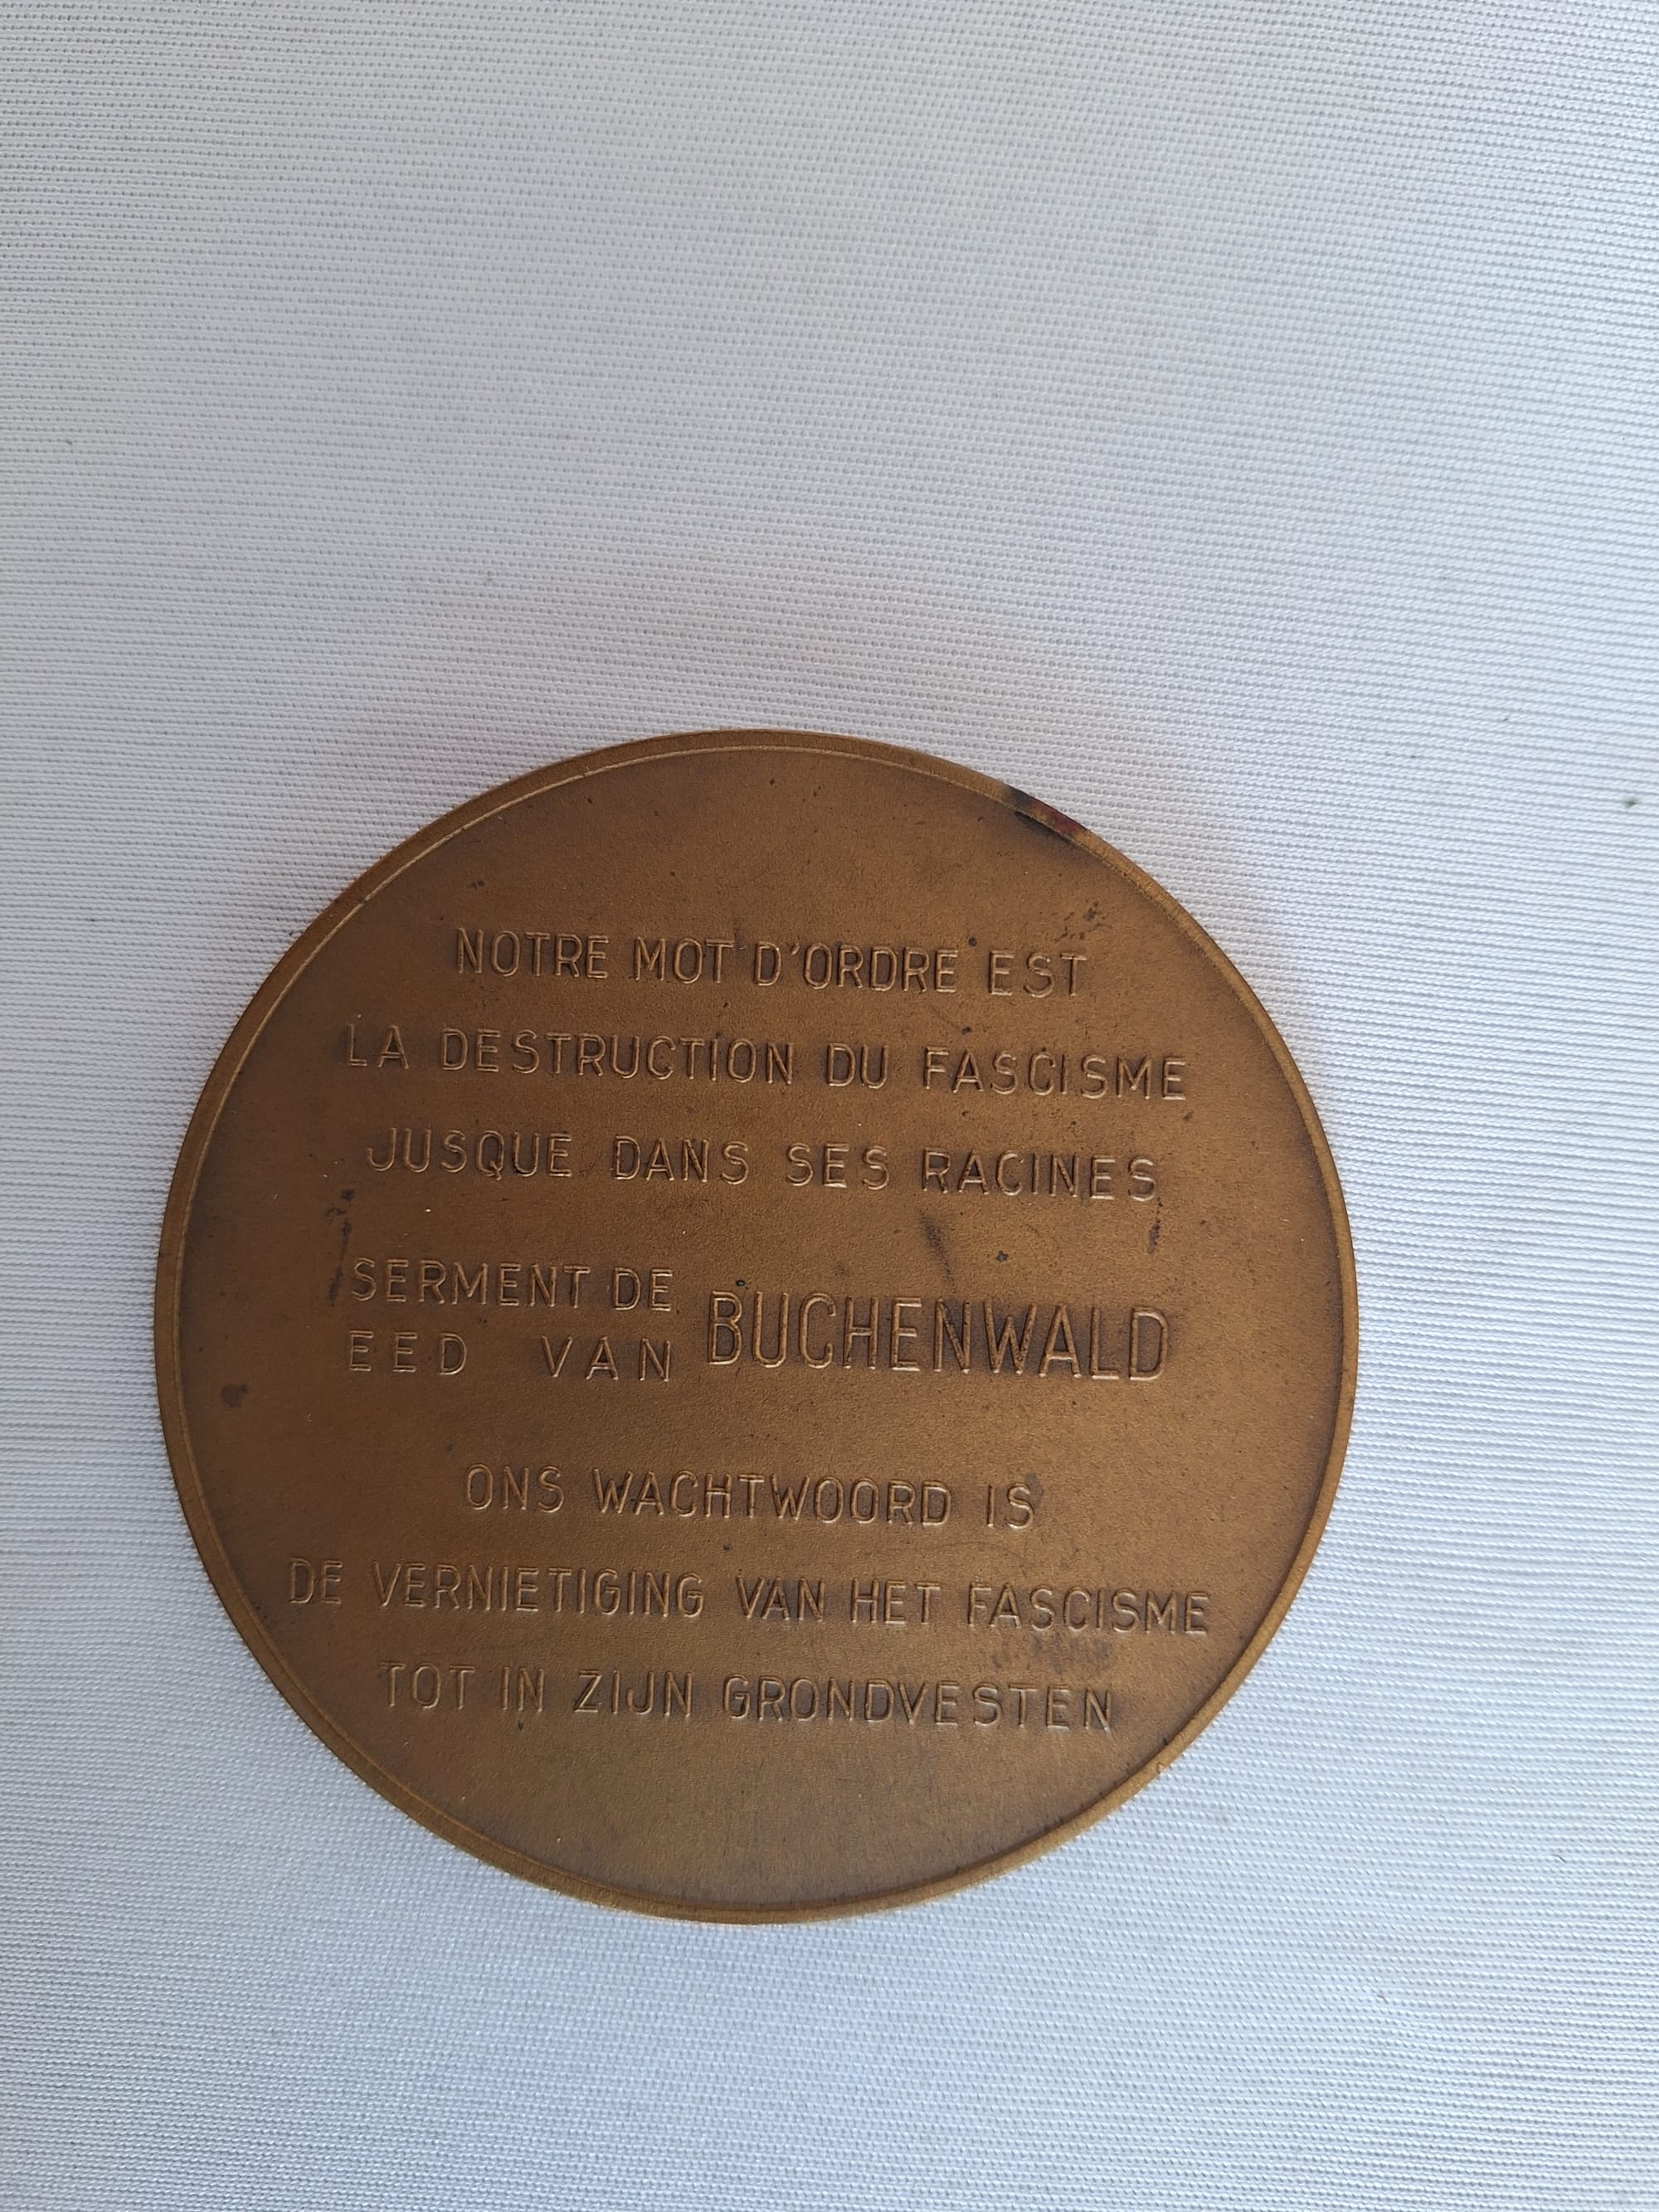 NOTRE MOT D'ORDRE EST
LA DESTRUCTION DU FASCISME
JUSQUE DANS SES RACINES
SERMENT DE
EED VAN
BUCHENWALD
ONS WACHTWOORD IS
DE VERNIETIGING VAN HET FASCISME
TOT IN ZIJN GRONDVESTEN